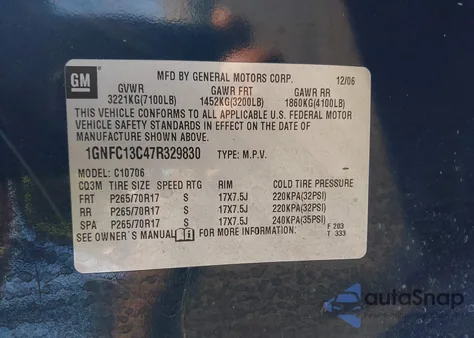 GM
MFD BY GENERAL MOTORS CORP. 12/06
GVWR GAWR FRT GAWR RR
3221KG(7100LB) 1452KG(3200LB) 1860KG(4100LB)
THIS VEHICLE CONFORMS TO ALL APPLICABLE U.S. FEDERAL MOTOR
VEHICLE SAFETY STANDARDS IN EFFECT ON THE DATE OF
MANUFACTURE SHOWN ABOVE.
1GNFC13C47R329830 TYPE: M.P.V.
MODEL: C10706
CQ3M TIRE SIZE SPEED RTG RIM COLD TIRE PRESSURE
FRT P265/70R17 S 17X7.5J 220KPA(32PSI)
RR P265/70R17 S 17X7.5J 220KPA(32PSI)
SPA P265/70R17 S 17X7.5J 240KPA(35PSI)
SEE OWNER'S MANUAL FOR MORE INFORMATION. F 203
T 333
autoSnap